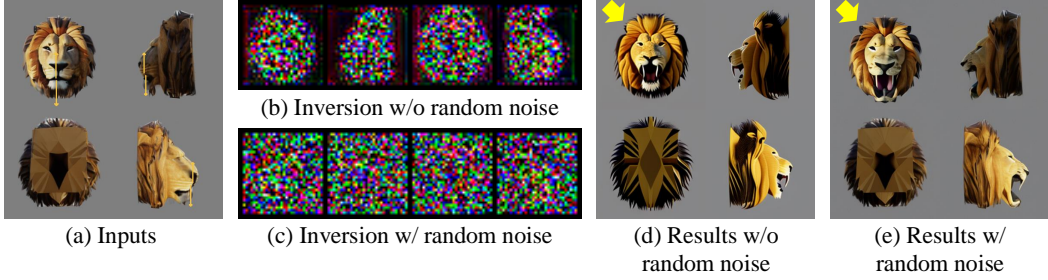 (b) Inversion w/o random noise
(a) Inputs
(c) Inversion w/ random noise
(d) Results w/o
random noise
(e) Results w/
random noise